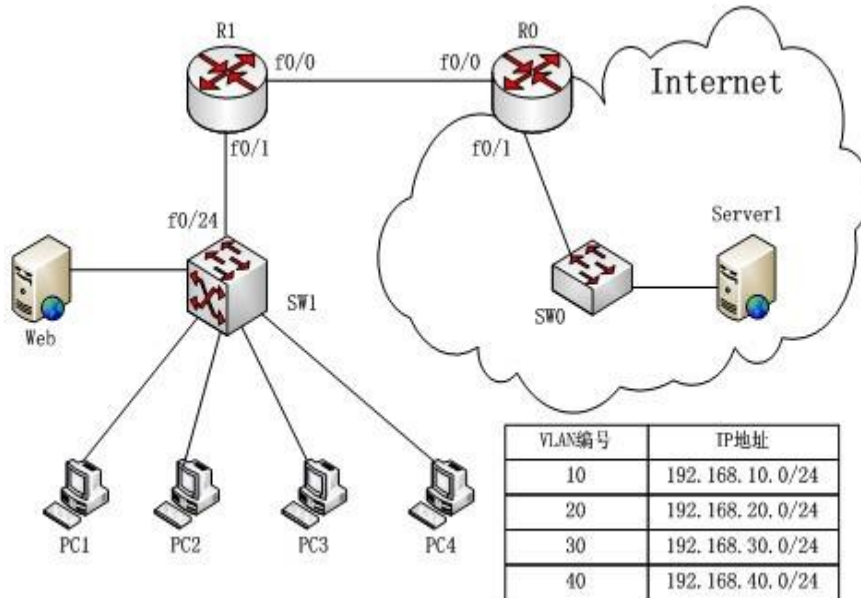 R1
R0
f0/0
f0/0
Internet
f0/1
f0/1
f0/24
Server1
SW1
SW0
Web
PC1
PC2
PC3
PC4
VLAN编号 IP地址
10 192.168.10.0/24
20 192.168.20.0/24
30 192.168.30.0/24
40 192.168.40.0/24